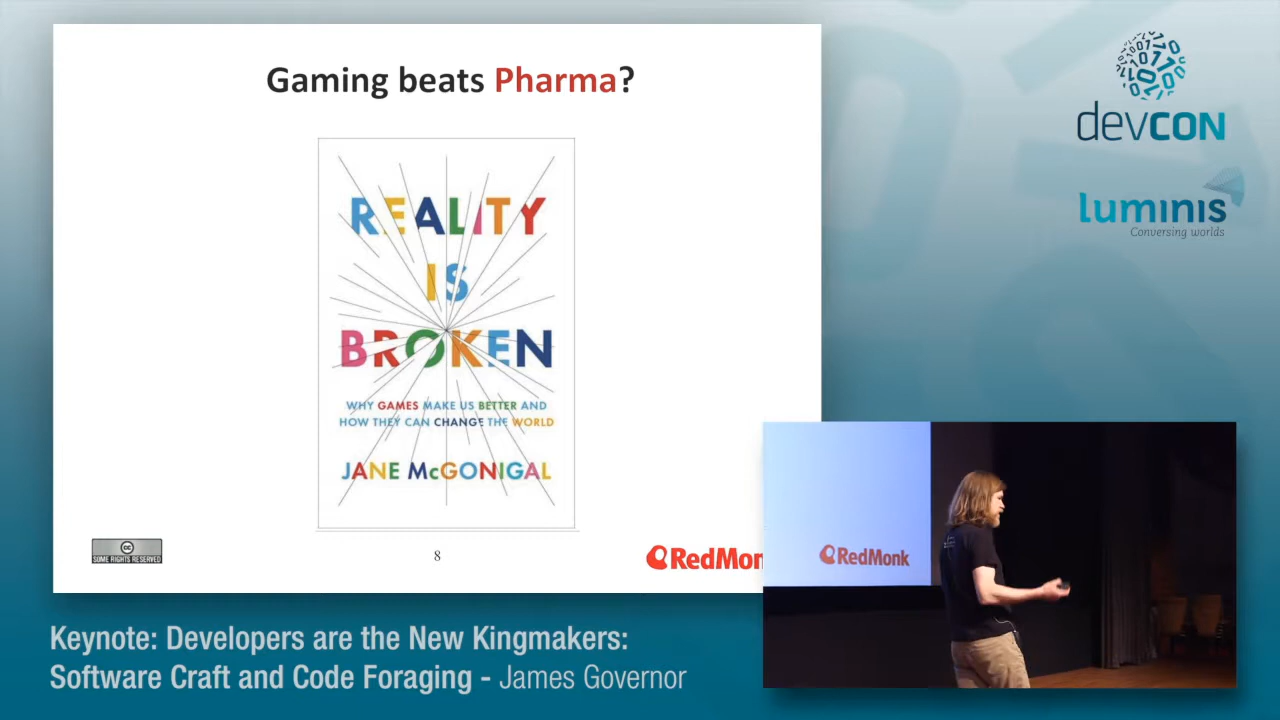 Gaming beats Pharma?
REALITY
IS
BROKEN
WHY GAMES MAKE US BETTER AND
HOW THEY CAN CHANGE THE WORLD
JANE McGONIGAL
cc
SOME RIGHTS RESERVED
8
RedMon
devcon
luminis
Conversing worlds
RedMonk
Keynote: Developers are the New Kingmakers:
Software Craft and Code Foraging - James Governor